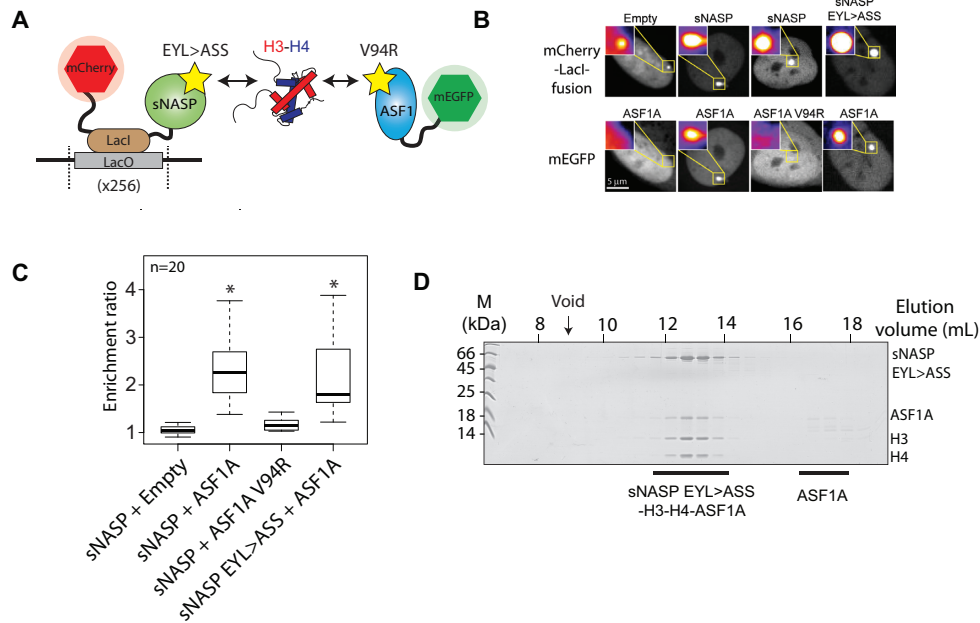 A
mCherry
EYL>ASS
H3-H4
V94R
sNASP
ASF1
mEGFP
LacI
LacO
(x256)
B
Empty
sNASP
sNASP
sNASP
EYL>ASS
mCherry
-LacI-
fusion
ASF1A
ASF1A
ASF1A V94R
ASF1A
mEGFP
5 µm
C
n=20
Enrichment ratio
4
3
2
1
*
*
sNASP + Empty
sNASP + ASF1A
sNASP + ASF1A V94R
sNASP EYL>ASS + ASF1A
D
M
(kDa)
Void
Elution
volume (mL)
8
10
12
14
16
18
66
45
25
18
14
sNASP
EYL>ASS
ASF1A
H3
H4
sNASP EYL>ASS
-H3-H4-ASF1A
ASF1A